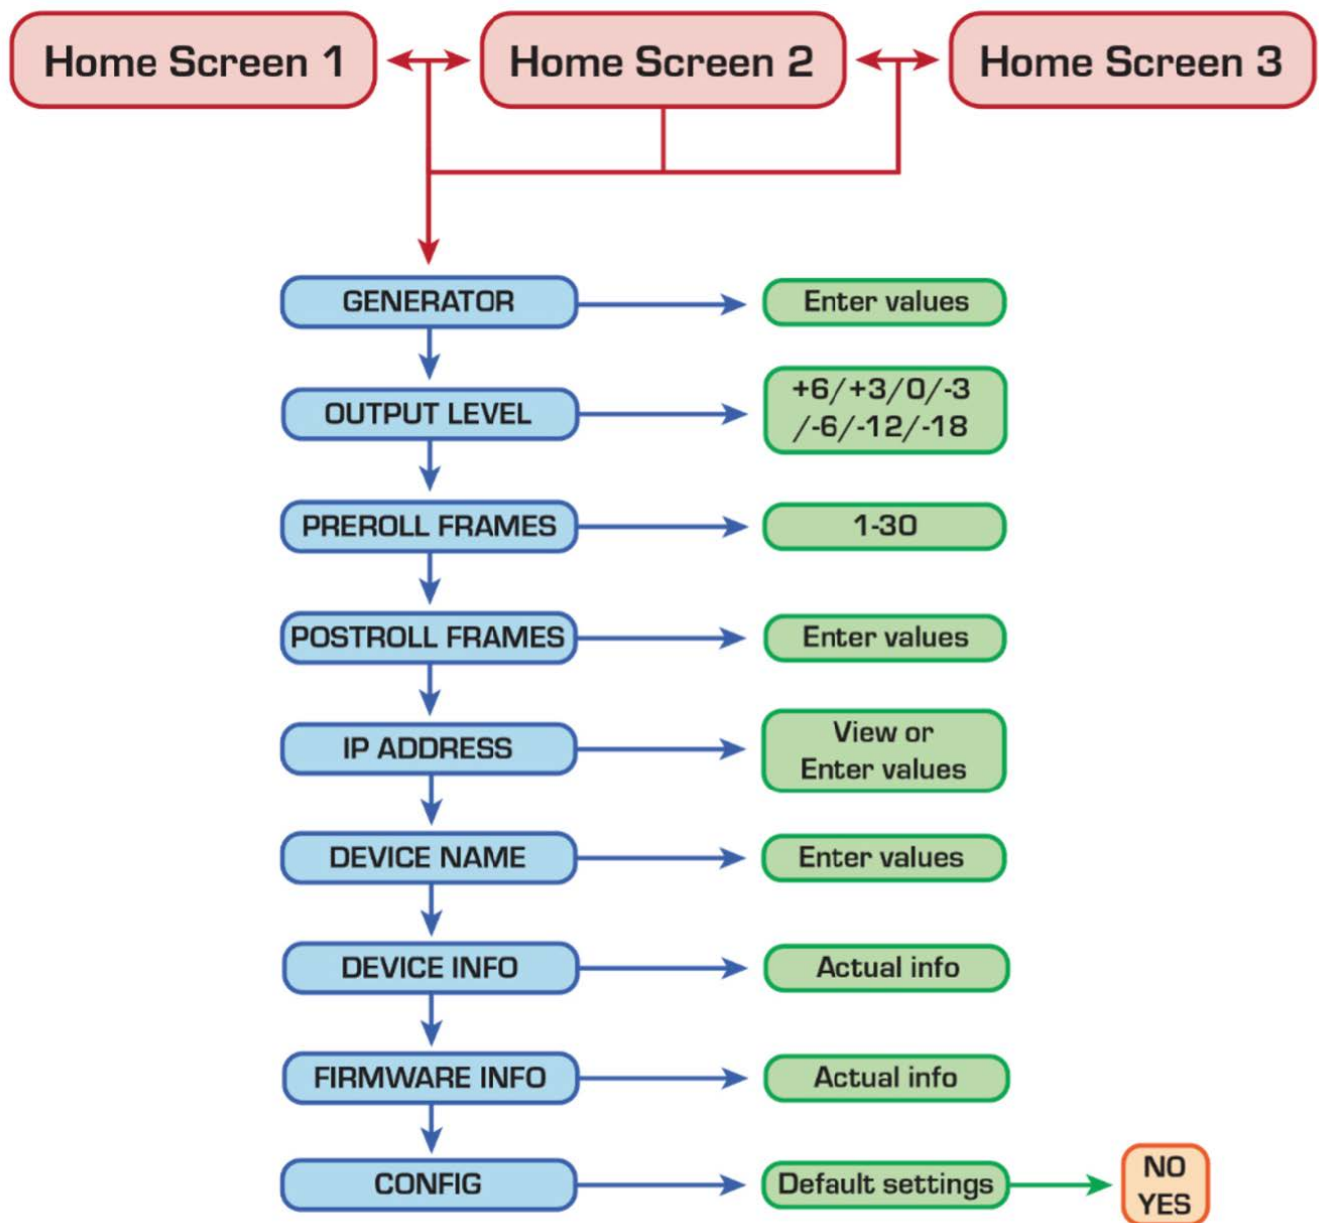 Home Screen 1
Home Screen 2
Home Screen 3
GENERATOR
Enter values
OUTPUT LEVEL
+6/+3/0/-3
/-6/-12/-18
PREROLL FRAMES
1-30
POSTROLL FRAMES
Enter values
IP ADDRESS
View or
Enter values
DEVICE NAME
Enter values
DEVICE INFO
Actual info
FIRMWARE INFO
Actual info
CONFIG
Default settings
NO
YES